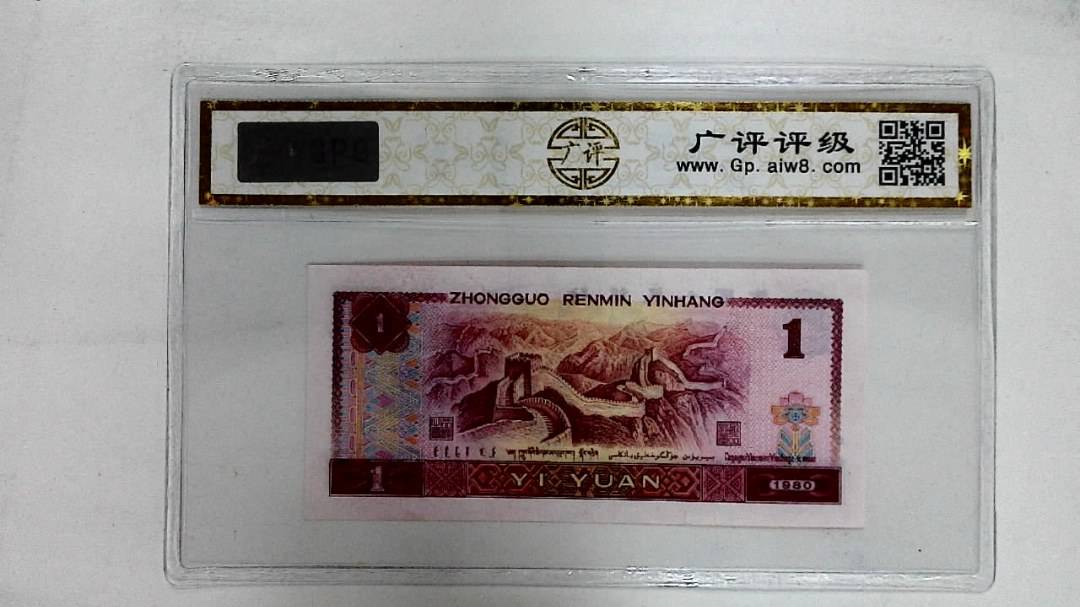 广评
广评评级
www.Gp.aiw8.com
ZHONGGUO RENMIN YINHANG
1
1
1
YI YUAN
1980